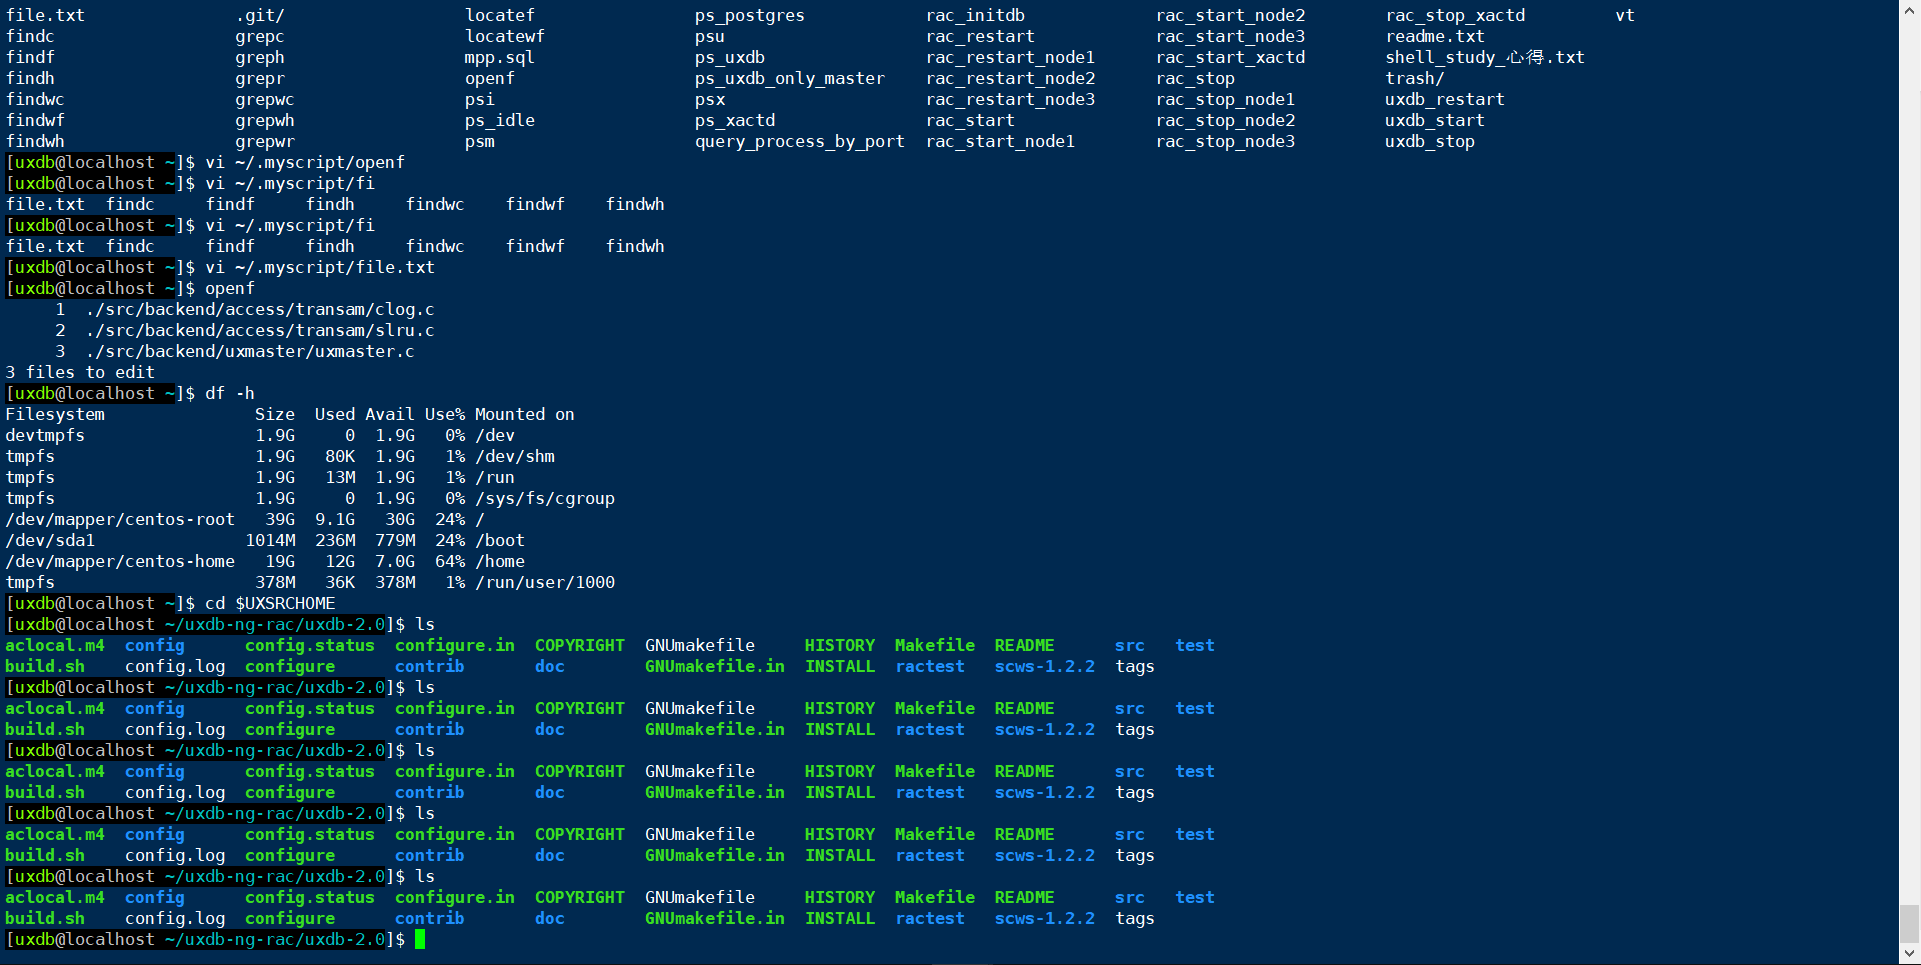 file.txt               .git/                  locatef                ps_postgres            rac_initdb             rac_start_node2        rac_stop_xactd         vt
findc                  grepc                  locatewf               psu                    rac_restart            rac_start_node3        readme.txt
findf                  greph                  mpp.sql                ps_uxdb                rac_restart_node1      rac_start_xactd        shell_study_心得.txt
findh                  grepr                  openf                  ps_uxdb_only_master    rac_restart_node2      rac_stop               trash/
findwc                 grepwc                 psi                    psx                    rac_restart_node3      rac_stop_node1         uxdb_restart
findwf                 grepwh                 ps_idle                ps_xactd               rac_start              rac_stop_node2         uxdb_start
findwh                 grepwr                 psm                    query_process_by_port  rac_start_node1        rac_stop_node3         uxdb_stop
[uxdb@localhost ~]$ vi ~/.myscript/openf
[uxdb@localhost ~]$ vi ~/.myscript/fi
file.txt  findc     findf     findh     findwc    findwf    findwh
[uxdb@localhost ~]$ vi ~/.myscript/fi
file.txt  findc     findf     findh     findwc    findwf    findwh
[uxdb@localhost ~]$ vi ~/.myscript/file.txt
[uxdb@localhost ~]$ openf
     1  ./src/backend/access/transam/clog.c
     2  ./src/backend/access/transam/slru.c
     3  ./src/backend/uxmaster/uxmaster.c
3 files to edit
[uxdb@localhost ~]$ df -h
Filesystem               Size  Used Avail Use% Mounted on
devtmpfs                 1.9G     0  1.9G   0% /dev
tmpfs                    1.9G   80K  1.9G   1% /dev/shm
tmpfs                    1.9G   13M  1.9G   1% /run
tmpfs                    1.9G     0  1.9G   0% /sys/fs/cgroup
/dev/mapper/centos-root   39G  9.1G   30G  24% /
/dev/sda1               1014M  236M  779M  24% /boot
/dev/mapper/centos-home   19G   12G  7.0G  64% /home
tmpfs                    378M   36K  378M   1% /run/user/1000
[uxdb@localhost ~]$ cd $UXSRCHOME
[uxdb@localhost ~/uxdb-ng-rac/uxdb-2.0]$ ls
aclocal.m4  config      config.status  configure.in  COPYRIGHT  GNUmakefile     HISTORY  Makefile  README      src   test
build.sh    config.log  configure      contrib       doc        GNUmakefile.in  INSTALL  ractest   scws-1.2.2  tags
[uxdb@localhost ~/uxdb-ng-rac/uxdb-2.0]$ ls
aclocal.m4  config      config.status  configure.in  COPYRIGHT  GNUmakefile     HISTORY  Makefile  README      src   test
build.sh    config.log  configure      contrib       doc        GNUmakefile.in  INSTALL  ractest   scws-1.2.2  tags
[uxdb@localhost ~/uxdb-ng-rac/uxdb-2.0]$ ls
aclocal.m4  config      config.status  configure.in  COPYRIGHT  GNUmakefile     HISTORY  Makefile  README      src   test
build.sh    config.log  configure      contrib       doc        GNUmakefile.in  INSTALL  ractest   scws-1.2.2  tags
[uxdb@localhost ~/uxdb-ng-rac/uxdb-2.0]$ ls
aclocal.m4  config      config.status  configure.in  COPYRIGHT  GNUmakefile     HISTORY  Makefile  README      src   test
build.sh    config.log  configure      contrib       doc        GNUmakefile.in  INSTALL  ractest   scws-1.2.2  tags
[uxdb@localhost ~/uxdb-ng-rac/uxdb-2.0]$ ls
aclocal.m4  config      config.status  configure.in  COPYRIGHT  GNUmakefile     HISTORY  Makefile  README      src   test
build.sh    config.log  configure      contrib       doc        GNUmakefile.in  INSTALL  ractest   scws-1.2.2  tags
[uxdb@localhost ~/uxdb-ng-rac/uxdb-2.0]$